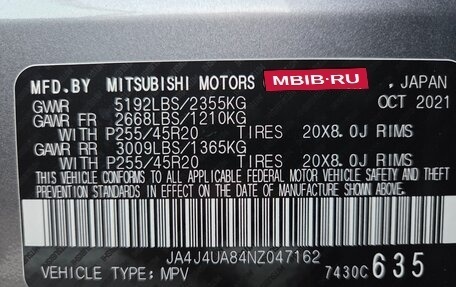 MFD.BY MITSUBISHI MOTORS MBIB-RU , JAPAN
GVWR 5192LBS/2355KG OCT 2021
GAWR FR 2668LBS/1210KG
WITH P255/45R20 TIRES 20X8.0J RIMS
GAWR RR 3009LBS/1365KG
WITH P255/45R20 TIRES 20X8.0J RIMS
THIS VEHICLE CONFORMS TO ALL APPLICABLE FEDERAL MOTOR VEHICLE SAFETY AND THEFT
PREVENTION STANDARDS IN EFFECT ON THE DATE OF MANUFACTURE SHOWN ABOVE.
JA4J4UA84NZ047162
VEHICLE TYPE: MPV 7430C 635